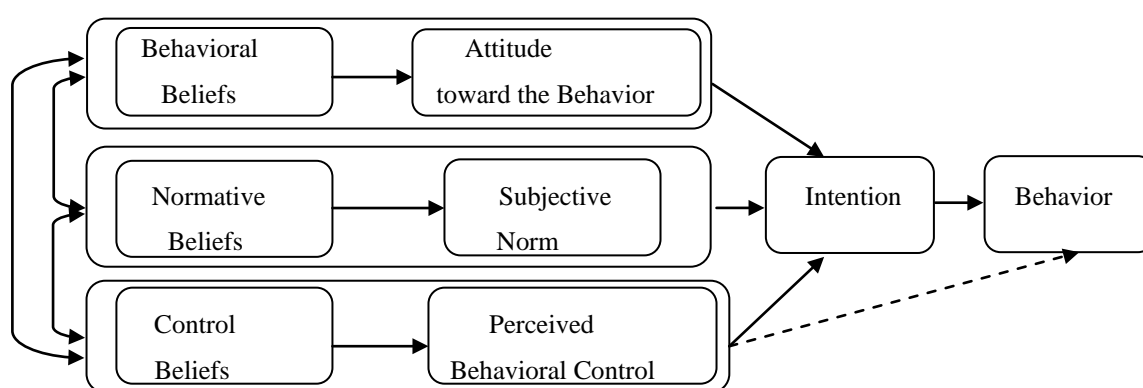 Behavioral
Beliefs
Attitude
toward the Behavior
Normative
Beliefs
Subjective
Norm
Intention
Behavior
Control
Beliefs
Perceived
Behavioral Control